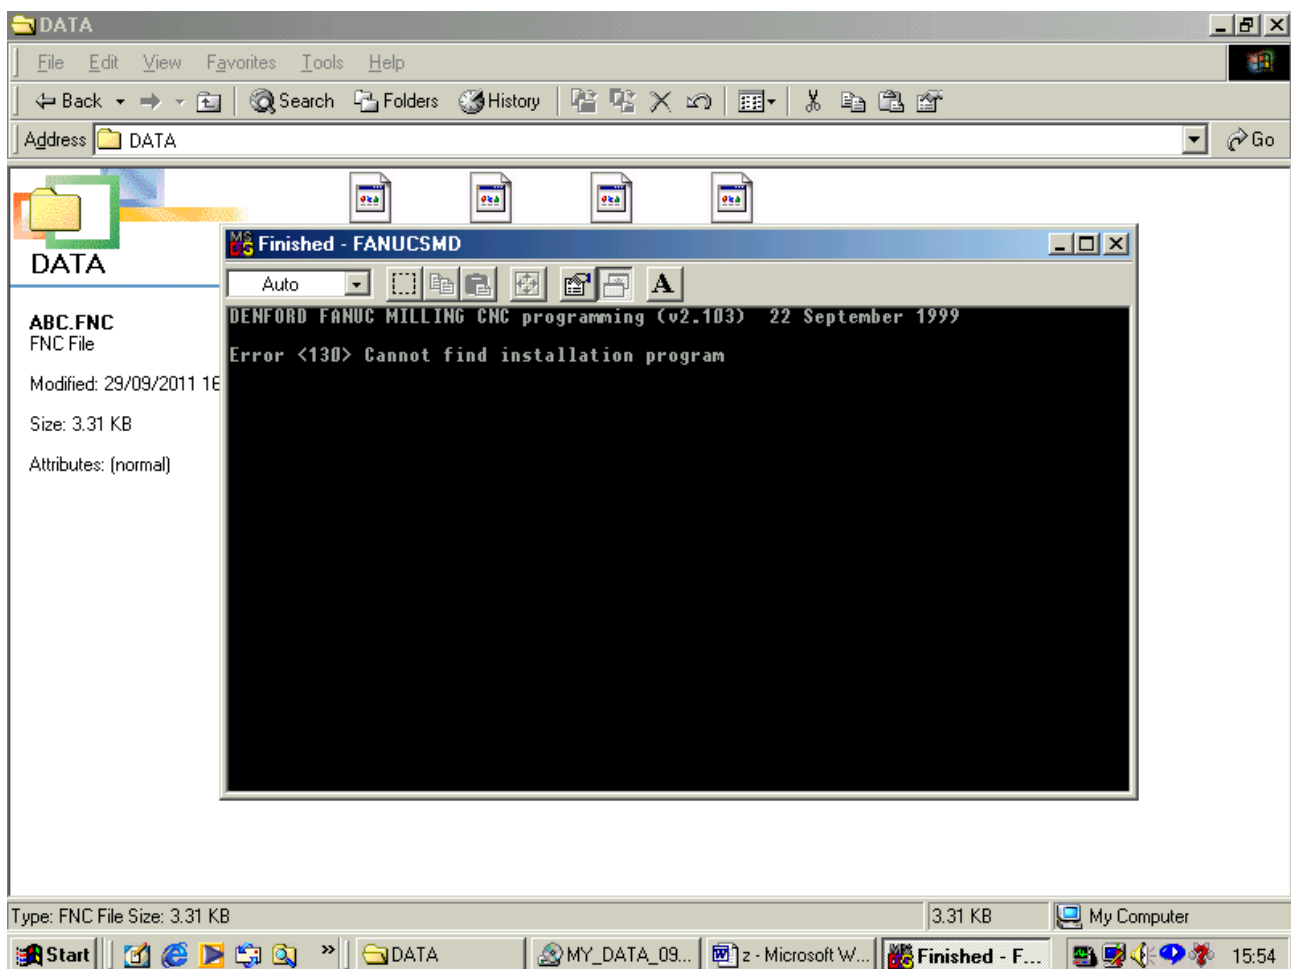 DATA
File Edit View Favorites Tools Help
Back Search Folders History
Address DATA Go
DATA
ABC.FNC
FNC File
Modified: 29/09/2011 16
Size: 3.31 KB
Attributes: (normal)
Finished - FANUCSMD
Auto A
DENFORD FANUC MILLING CNC programming (v2.103) 22 September 1999
Error <130> Cannot find installation program
Type: FNC File Size: 3.31 KB 3.31 KB My Computer
Start » DATA MY_DATA_09... z - Microsoft W... Finished - F... 15:54